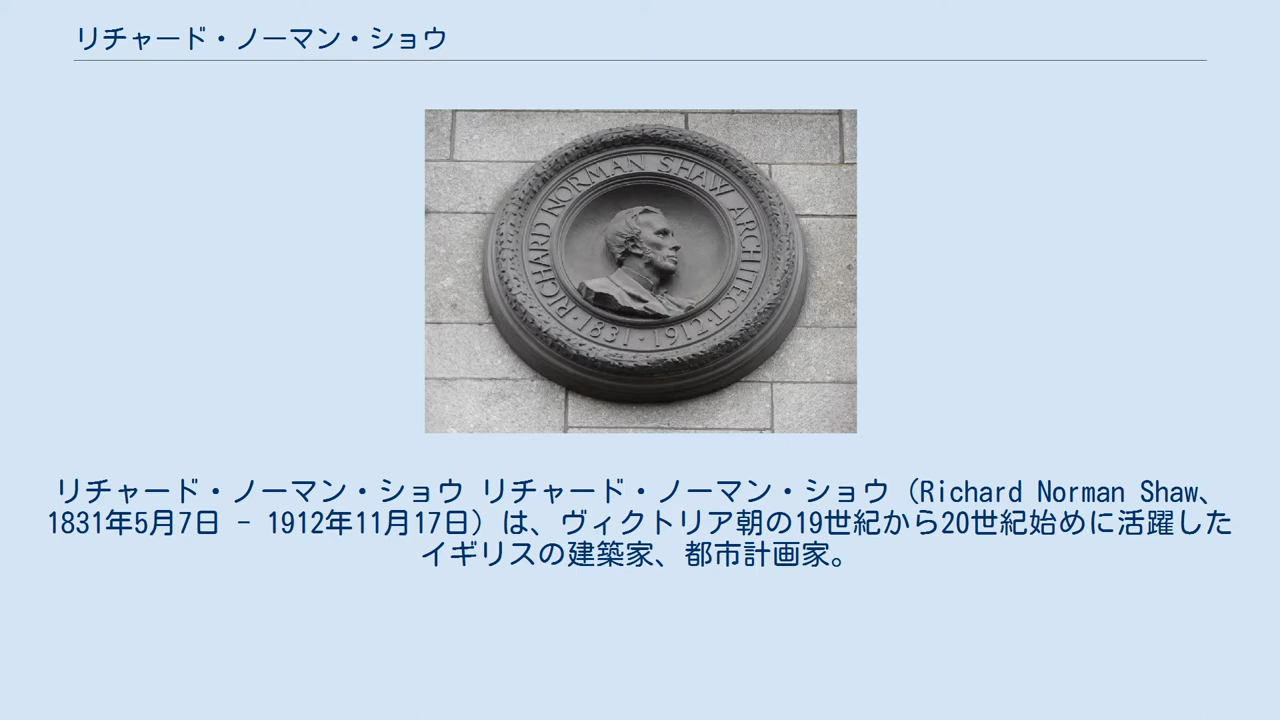 リチャード・ノーマン・ショウ
RICHARD NORMAN SHAW ARCHITECT·
·1831·1912·
リチャード・ノーマン・ショウ リチャード・ノーマン・ショウ（Richard Norman Shaw、
1831年5月7日 - 1912年11月17日）は、ヴィクトリア朝の19世紀から20世紀始めに活躍した
イギリスの建築家、都市計画家。